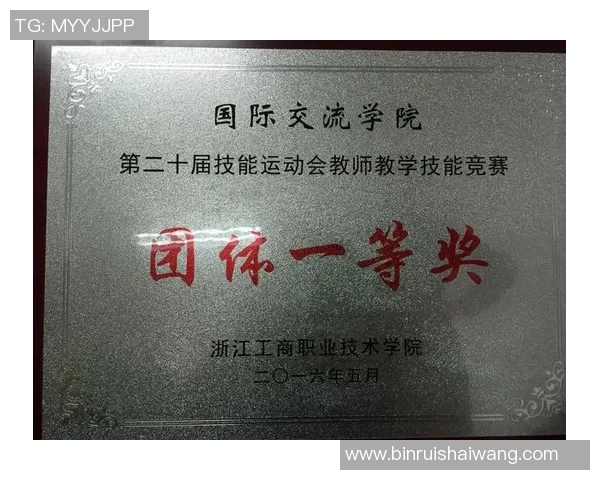 TG: MYYJJPP
国际交流学院
第二十届技能运动会教师教学技能竞赛
团体一等奖
浙江工商职业技术学院
二〇一六年五月
www.binruishaiwang.com